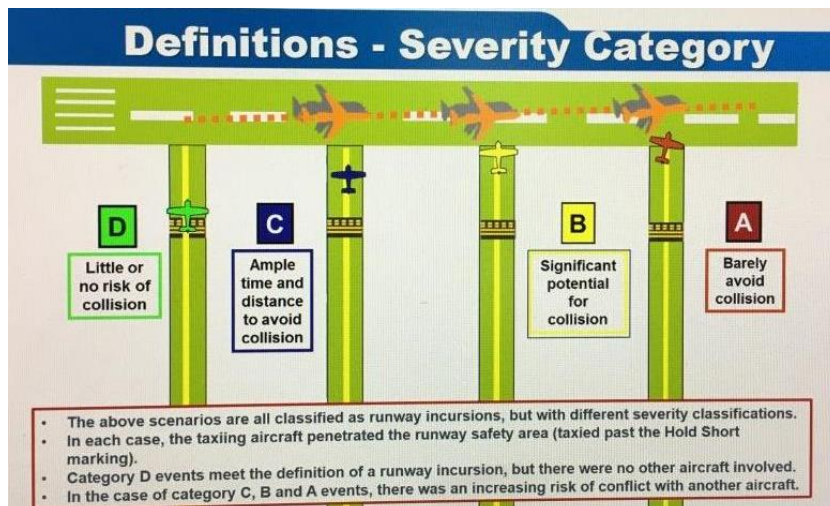 Definitions - Severity Category
D
Little or
no risk of
collision
C
Ample
time and
distance
to avoid
collision
B
Significant
potential
for
collision
A
Barely
avoid
collision
• The above scenarios are all classified as runway incursions, but with different severity classifications.
• In each case, the taxiing aircraft penetrated the runway safety area (taxied past the Hold Short
marking).
• Category D events meet the definition of a runway incursion, but there were no other aircraft involved.
• In the case of category C, B and A events, there was an increasing risk of conflict with another aircraft.